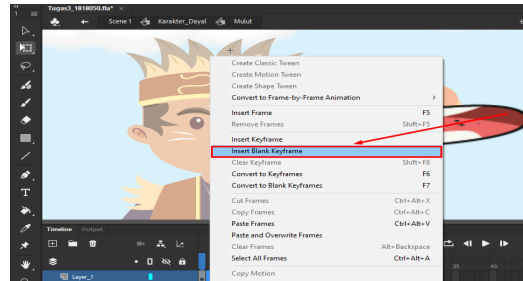 Tugas3_1818050.fla* ×
Scene 1 Karakter_Dayal Mulut
Create Classic Tween
Create Motion Tween
Create Shape Tween
Convert to Frame-by-Frame Animation >
Insert Frame F5
Remove Frames Shift+F5
Insert Keyframe
Insert Blank Keyframe
Clear Keyframe Shift+F6
Convert to Keyframes F6
Convert to Blank Keyframes F7
Cut Frames Ctrl+Alt+X
Copy Frames Ctrl+Alt+C
Paste Frames Ctrl+Alt+V
Paste and Overwrite Frames
Clear Frames Alt+Backspace
Select All Frames Ctrl+Alt+A
Copy Motion
Timeline Output
35 40
Layer_1